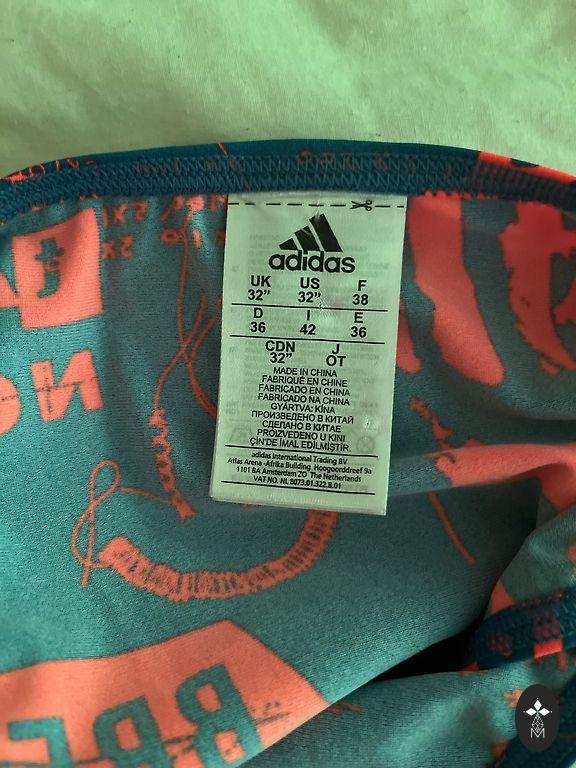 adidas
UK US F
32" 32" 38
D I E
36 42 36
CDN J
32" OT
MADE IN CHINA
FABRIQUÉ EN CHINE
FABRICADO EN CHINA
FABRICADO NA CHINA
GYÁRTVA: KÍNA
ПРОИЗВЕДЕНО В КИТАЙ
СДЕЛАНО В КИТАЕ
PROIZVEDENO U KINI
ÇİN'DE İMAL EDİLMİŞTİR.
adidas International Trading BV
Atlas Arena -Afrika Building Hoogoorddreef 9a
1101 BA Amsterdam ZO The Netherlands
VAT NO. NL 8073.01.322.B.01